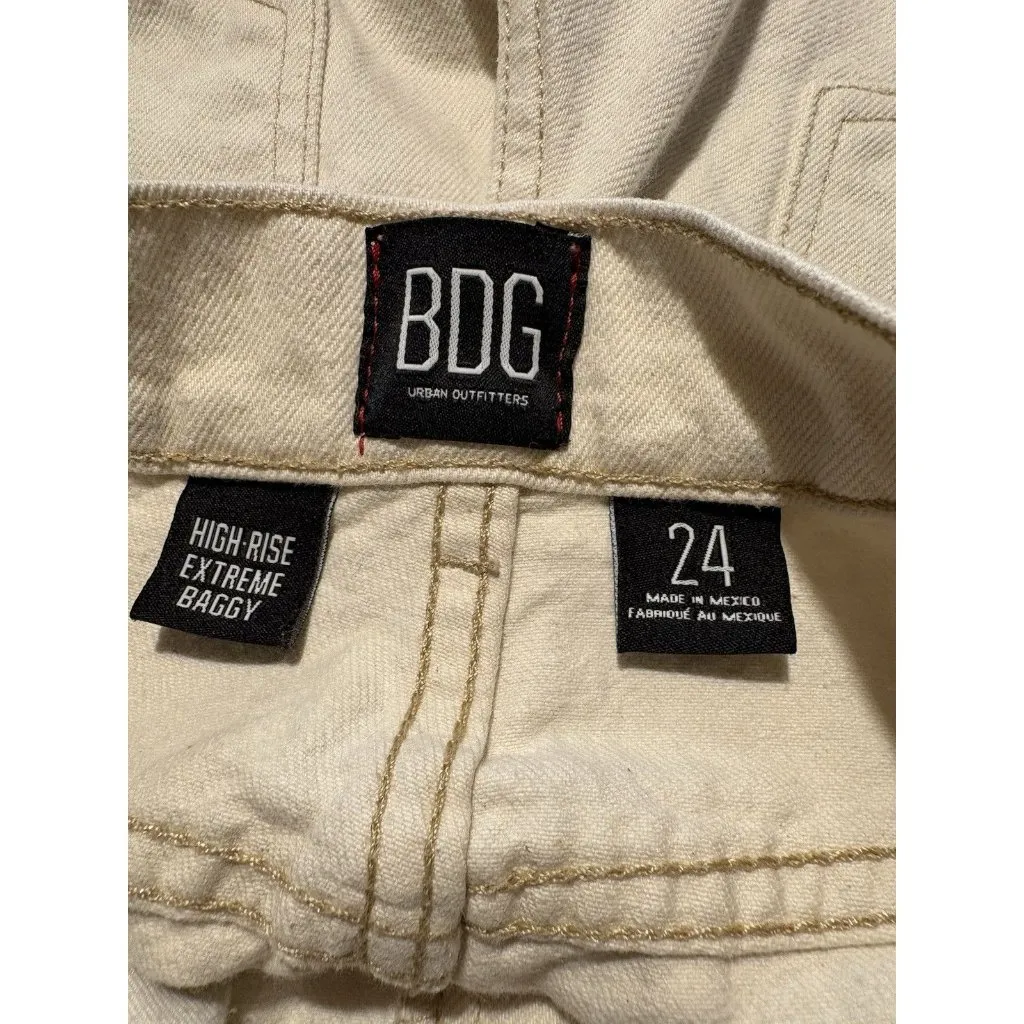 BDG
URBAN OUTFITTERS
HIGH-RISE
EXTREME
BAGGY
24
MADE IN MEXICO
FABRIQUÉ AU MEXIQUE